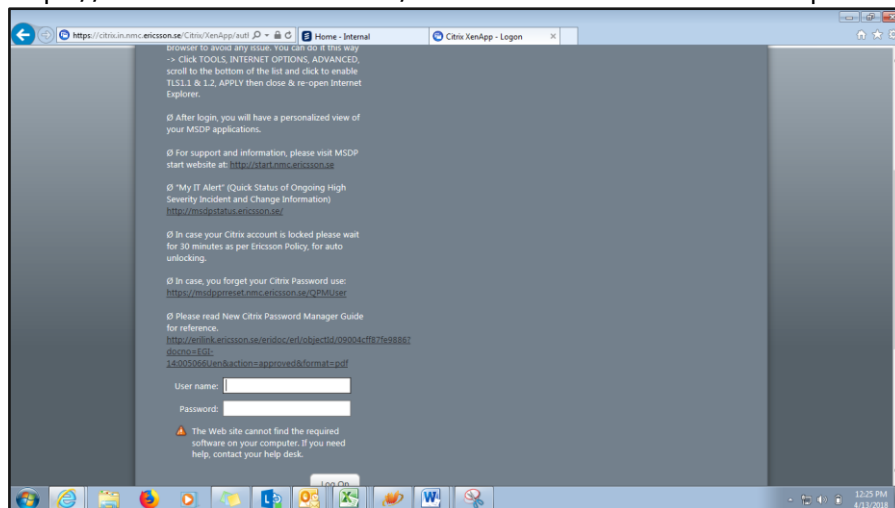 https://citrix.in.nmc.ericsson.se/Citrix/XenApp/autl
Home - Internal
Citrix XenApp - Logon
browser to avoid any issue. You can do it this way
-> Click TOOLS, INTERNET OPTIONS, ADVANCED,
scroll to the bottom of the list and click to enable
TLS1.1 & 1.2, APPLY then close & re-open Internet
Explorer.
Ø After login, you will have a personalized view of
your MSDP applications.
Ø For support and information, please visit MSDP
start website at: http://start.nmc.ericsson.se
Ø "My IT Alert" (Quick Status of Ongoing High
Severity Incident and Change Information)
http://msdpstatus.ericsson.se/
Ø In case your Citrix account is locked please wait
for 30 minutes as per Ericsson Policy, for auto
unlocking.
Ø In case, you forget your Citrix Password use:
https://msdpprreset.nmc.ericsson.se/QPMUser
Ø Please read New Citrix Password Manager Guide
for reference.
http://erilink.ericsson.se/eridoc/erl/objectId/09004cff87fe9886?
docno=EGI-
14:005066Uen&action=approved&format=pdf
User name:
Password:
The Web site cannot find the required
software on your computer. If you need
help, contact your help desk.
Log On
12:25 PM
4/13/2018